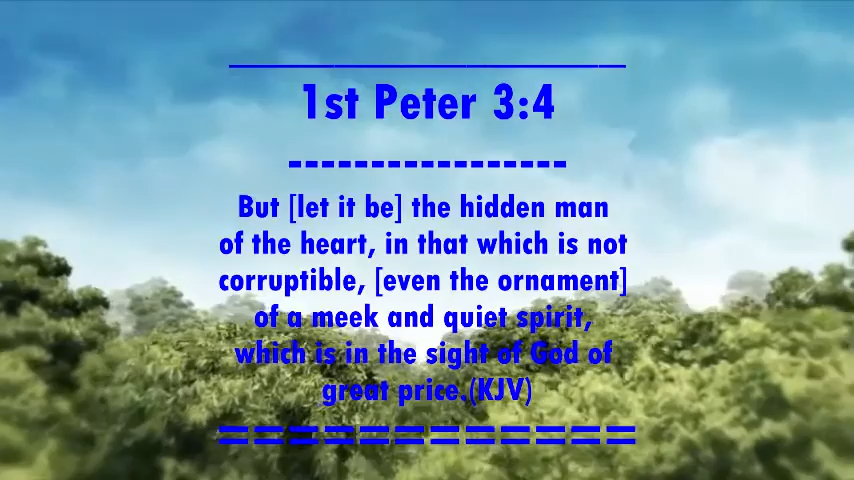 1st Peter 3:4
-----------------
But [let it be] the hidden man
of the heart, in that which is not
corruptible, [even the ornament]
of a meek and quiet spirit,
which is in the sight of God of
great price.(KJV)
============